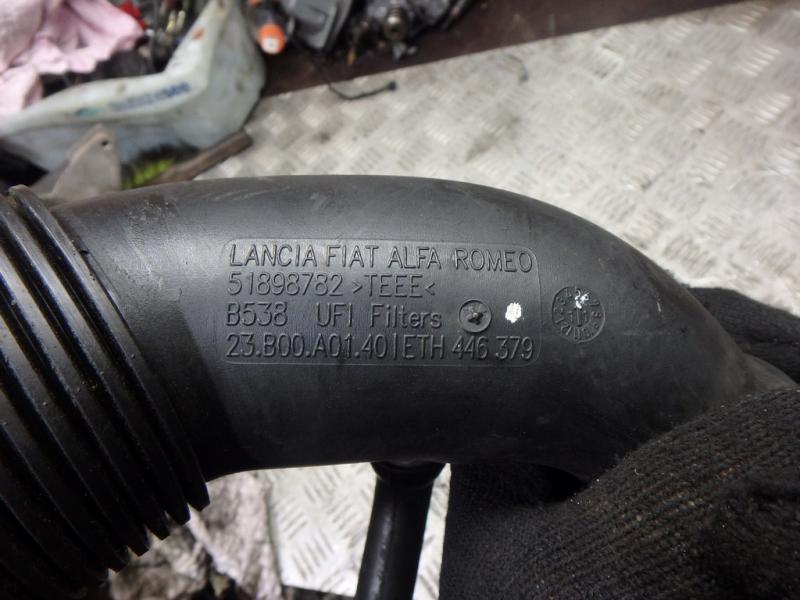 LANCIA FIAT ALFA ROMEO
51898782 >TEEE<
B538 UFI Filters
23.B00.A01.40|ETH 446 379